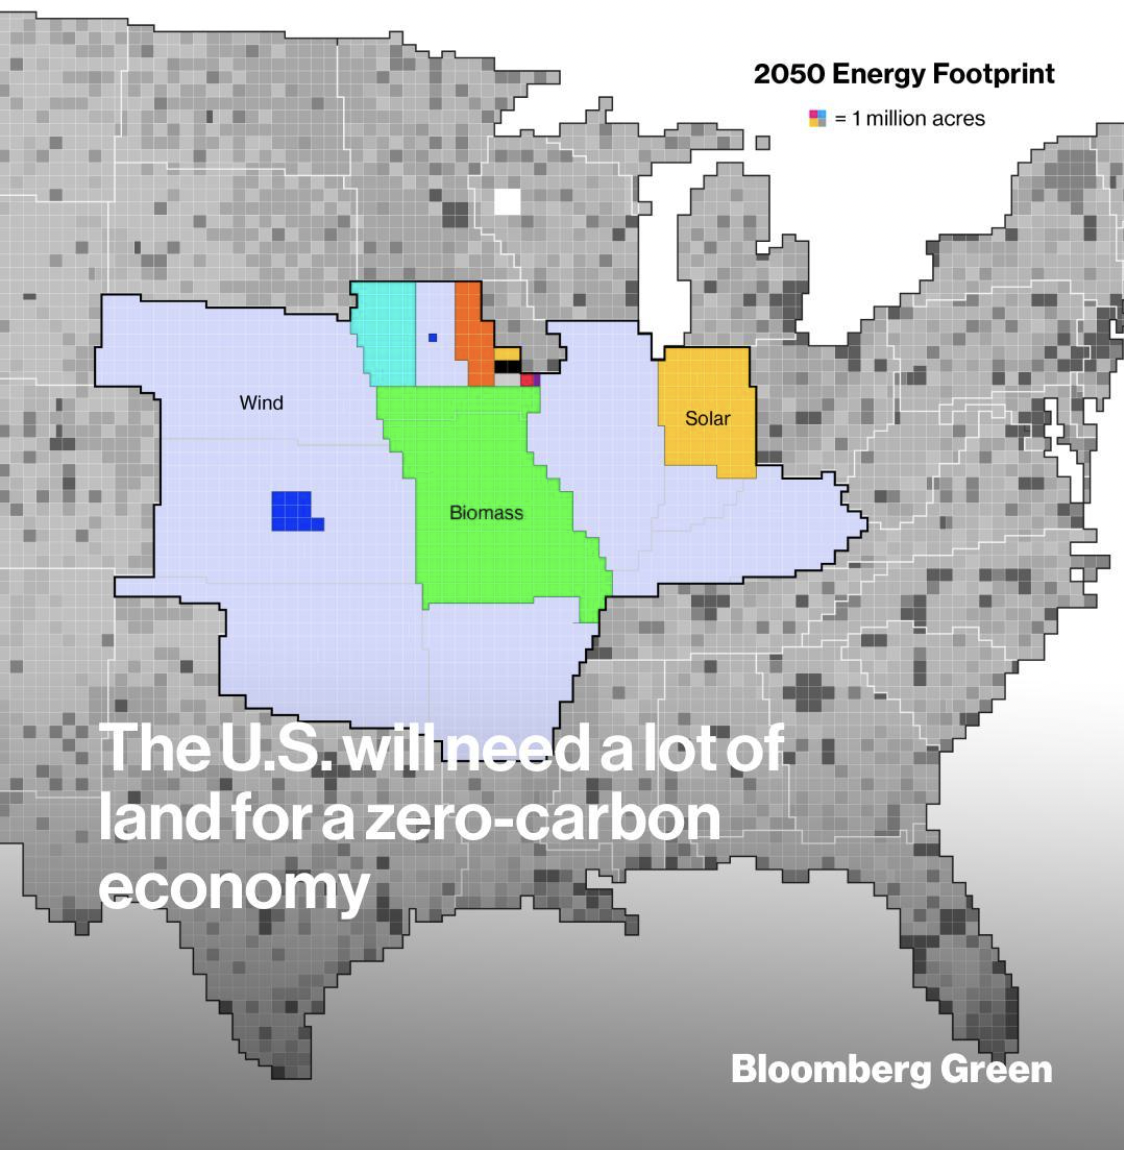 2050 Energy Footprint
= 1 million acres
Wind
Solar
Biomass
The U.S. will need a lot of
land for a zero-carbon
economy
Bloomberg Green